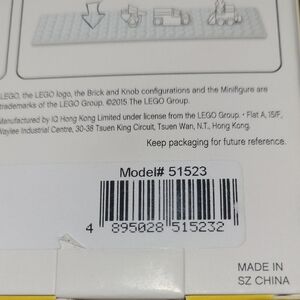 LEGO, the LEGO logo, the Brick and Knob configurations and the Minifigure are
trademarks of the LEGO Group. ©2015 The LEGO Group.
Manufactured by IQ Hong Kong Limited under license from the LEGO Group. • Flat A, 15/F,
Waylee Industrial Centre, 30-38 Tsuen King Circuit, Tsuen Wan, N.T., Hong Kong.
Keep packaging for future reference.
Model# 51523
4 895028 515232
MADE IN
SZ CHINA